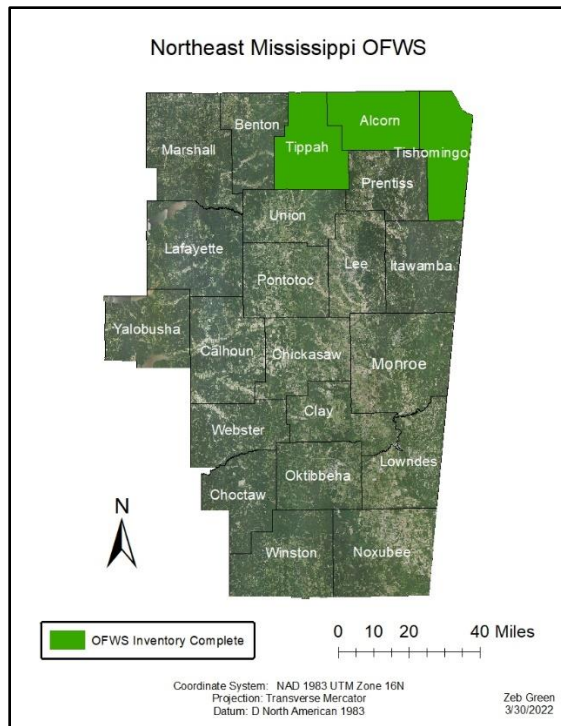 Northeast Mississippi OFWS
Benton
Alcorn
Marshall
Tippah
Tishomingo
Prentiss
Union
Lafayette
Lee
Itawamba
Pontotoc
Yalobusha
Calhoun
Chickasaw
Monroe
Clay
Webster
Lowndes
Oktibbeha
Choctaw
N
Winston
Noxubee
OFWS Inventory Complete
0 10 20 40 Miles
Coordinate System: NAD 1983 UTM Zone 16N
Projection: Transverse Mercator
Datum: D North American 1983
Zeb Green
3/30/2022